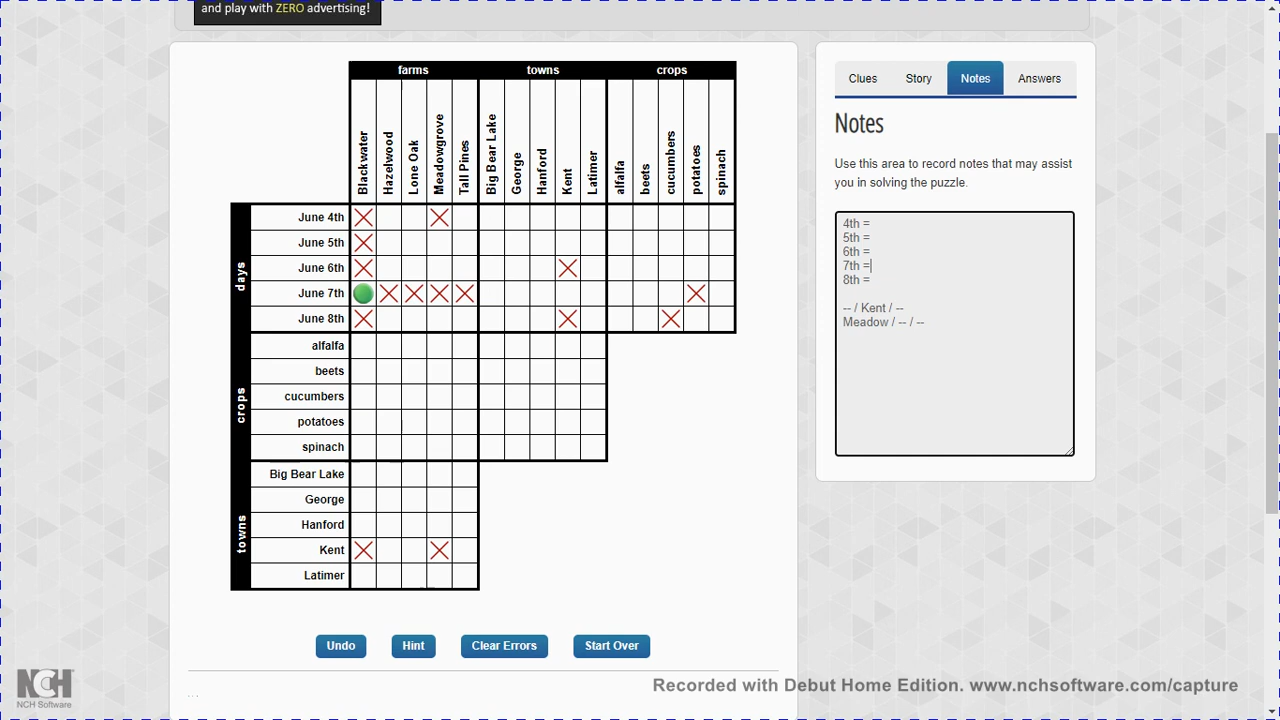 and play with ZERO advertising!
farms towns crops
Blackwater
Hazelwood
Lone Oak
Meadowgrove
Tall Pines
Big Bear Lake
George
Hanford
Kent
Latimer
alfalfa
beets
cucumbers
potatoes
spinach
days
June 4th
June 5th
June 6th
June 7th
June 8th
crops
alfalfa
beets
cucumbers
potatoes
spinach
towns
Big Bear Lake
George
Hanford
Kent
Latimer
Undo Hint Clear Errors Start Over
Clues Story Notes Answers
Notes
Use this area to record notes that may assist
you in solving the puzzle.
4th =
5th =
6th =
7th =
8th =
-- / Kent / --
Meadow / -- / --
NCH
NCH Software
Recorded with Debut Home Edition. www.nchsoftware.com/capture